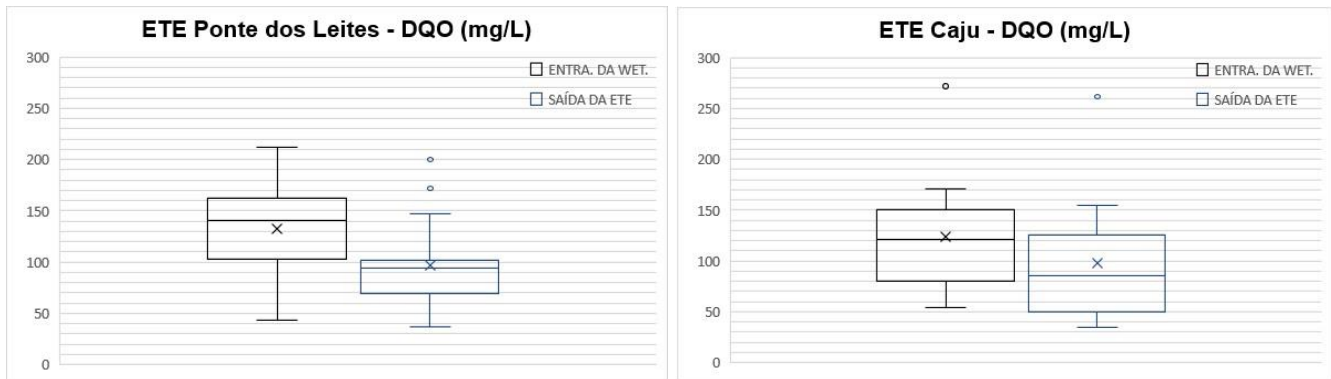 ETE Ponte dos Leites - DQO (mg/L)
300
250
200
150
100
50
0
ENTRA. DA WET.
SAÍDA DA ETE
ETE Caju - DQO (mg/L)
300
250
200
150
100
50
0
ENTRA. DA WET.
SAÍDA DA ETE